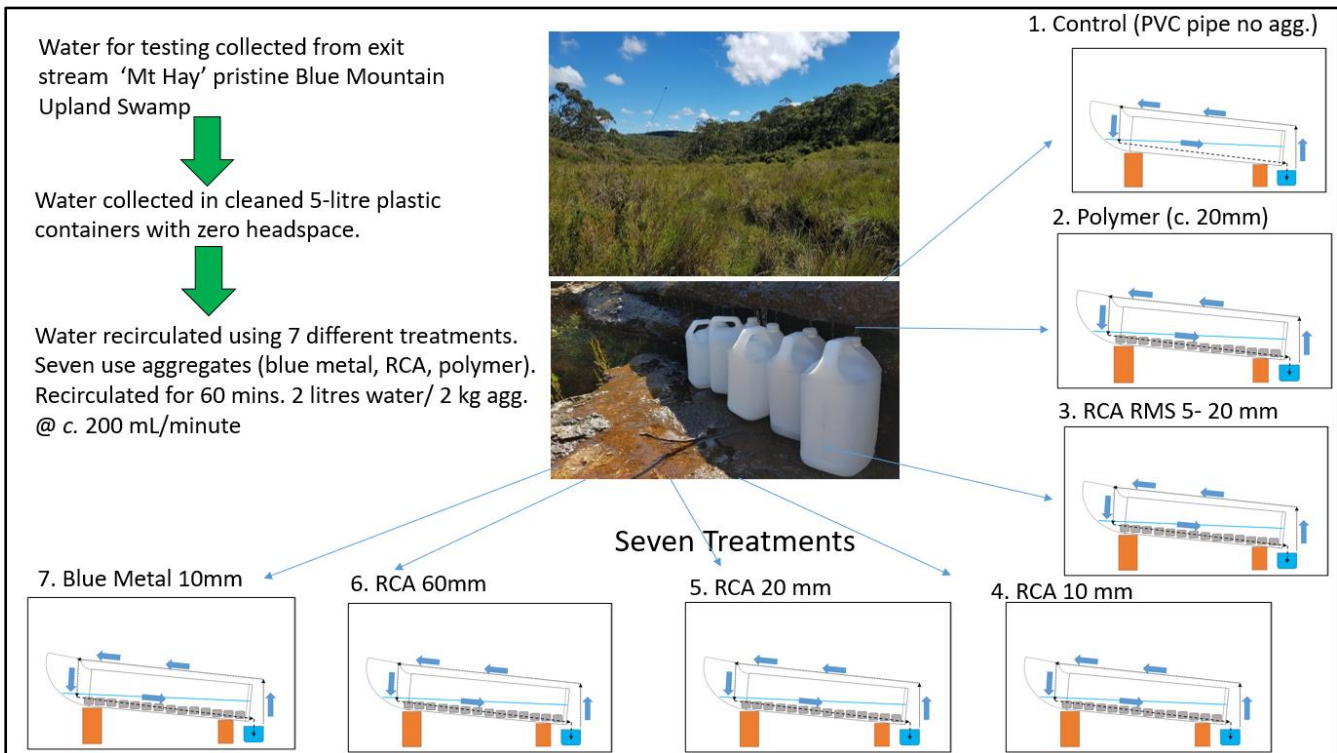 Water for testing collected from exit
stream ‘Mt Hay’ pristine Blue Mountain
Upland Swamp
Water collected in cleaned 5-litre plastic
containers with zero headspace.
Water recirculated using 7 different treatments.
Seven use aggregates (blue metal, RCA, polymer).
Recirculated for 60 mins. 2 litres water/ 2 kg agg.
@ c. 200 mL/minute
1. Control (PVC pipe no agg.)
2. Polymer (c. 20mm)
3. RCA RMS 5- 20 mm
Seven Treatments
7. Blue Metal 10mm
6. RCA 60mm
5. RCA 20 mm
4. RCA 10 mm